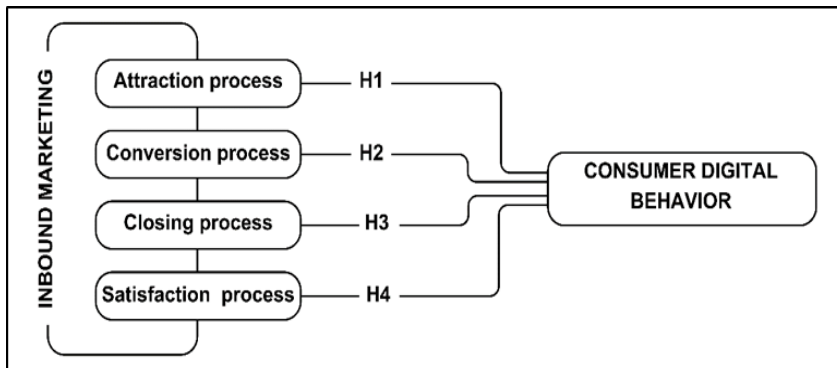 INBOUND MARKETING
Attraction process
H1
Conversion process
H2
Closing process
H3
Satisfaction process
H4
CONSUMER DIGITAL
BEHAVIOR